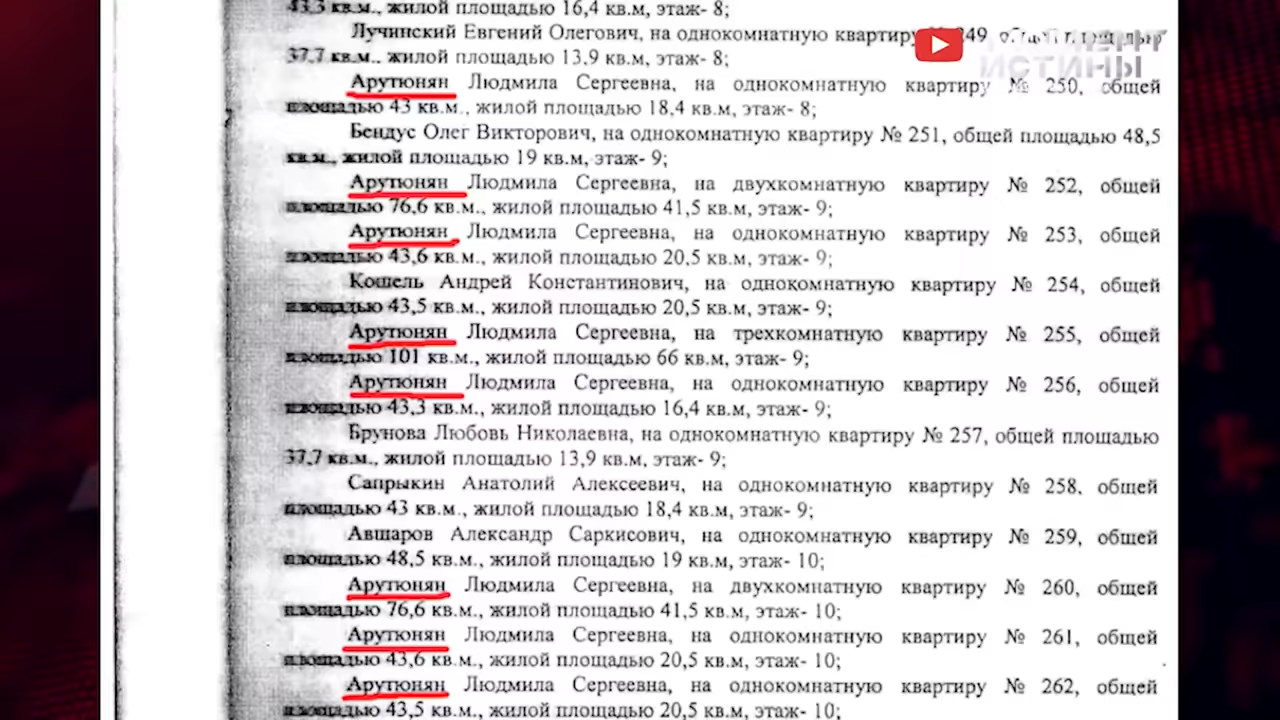 43,3 кв.м., жилой площадью 16,4 кв.м, этаж- 8;
Лучинский Евгений Олегович, на однокомнатную квартиру 249, общей площадью
37,7 кв.м., жилой площадью 13,9 кв.м, этаж- 8;
Арутюнян Людмила Сергеевна, на однокомнатную квартиру № 250, общей
площадью 43 кв.м., жилой площадью 18,4 кв.м, этаж- 8;
Бендус Олег Викторович, на однокомнатную квартиру № 251, общей площадью 48,5
кв.м., жилой площадью 19 кв.м, этаж- 9;
Арутюнян Людмила Сергеевна, на двухкомнатную квартиру № 252, общей
площадью 76,6 кв.м., жилой площадью 41,5 кв.м, этаж- 9;
Арутюнян Людмила Сергеевна, на однокомнатную квартиру № 253, общей
площадью 43,6 кв.м., жилой площадью 20,5 кв.м, этаж- 9;
Кошель Андрей Константинович, на однокомнатную квартиру № 254, общей
площадью 43,5 кв.м., жилой площадью 20,5 кв.м, этаж- 9;
Арутюнян Людмила Сергеевна, на трехкомнатную квартиру № 255, общей
площадью 101 кв.м., жилой площадью 66 кв.м, этаж- 9;
Арутюнян Людмила Сергеевна, на однокомнатную квартиру № 256, общей
площадью 43,3 кв.м., жилой площадью 16,4 кв.м, этаж- 9;
Брунова Любовь Николаевна, на однокомнатную квартиру № 257, общей площадью
37,7 кв.м., жилой площадью 13,9 кв.м, этаж- 9;
Сапрыкин Анатолий Алексеевич, на однокомнатную квартиру № 258, общей
площадью 43 кв.м., жилой площадью 18,4 кв.м, этаж- 9;
Авшаров Александр Саркисович, на однокомнатную квартиру № 259, общей
площадью 48,5 кв.м., жилой площадью 19 кв.м, этаж- 10;
Арутюнян Людмила Сергеевна, на двухкомнатную квартиру № 260, общей
площадью 76,6 кв.м., жилой площадью 41,5 кв.м, этаж- 10;
Арутюнян Людмила Сергеевна, на однокомнатную квартиру № 261, общей
площадью 43,6 кв.м., жилой площадью 20,5 кв.м, этаж- 10;
Арутюнян Людмила Сергеевна, на однокомнатную квартиру № 262, общей
площадью 43,5 кв.м., жилой площадью 20,5 кв.м, этаж- 10;
МОМЕНТ
ИСТИНЫ